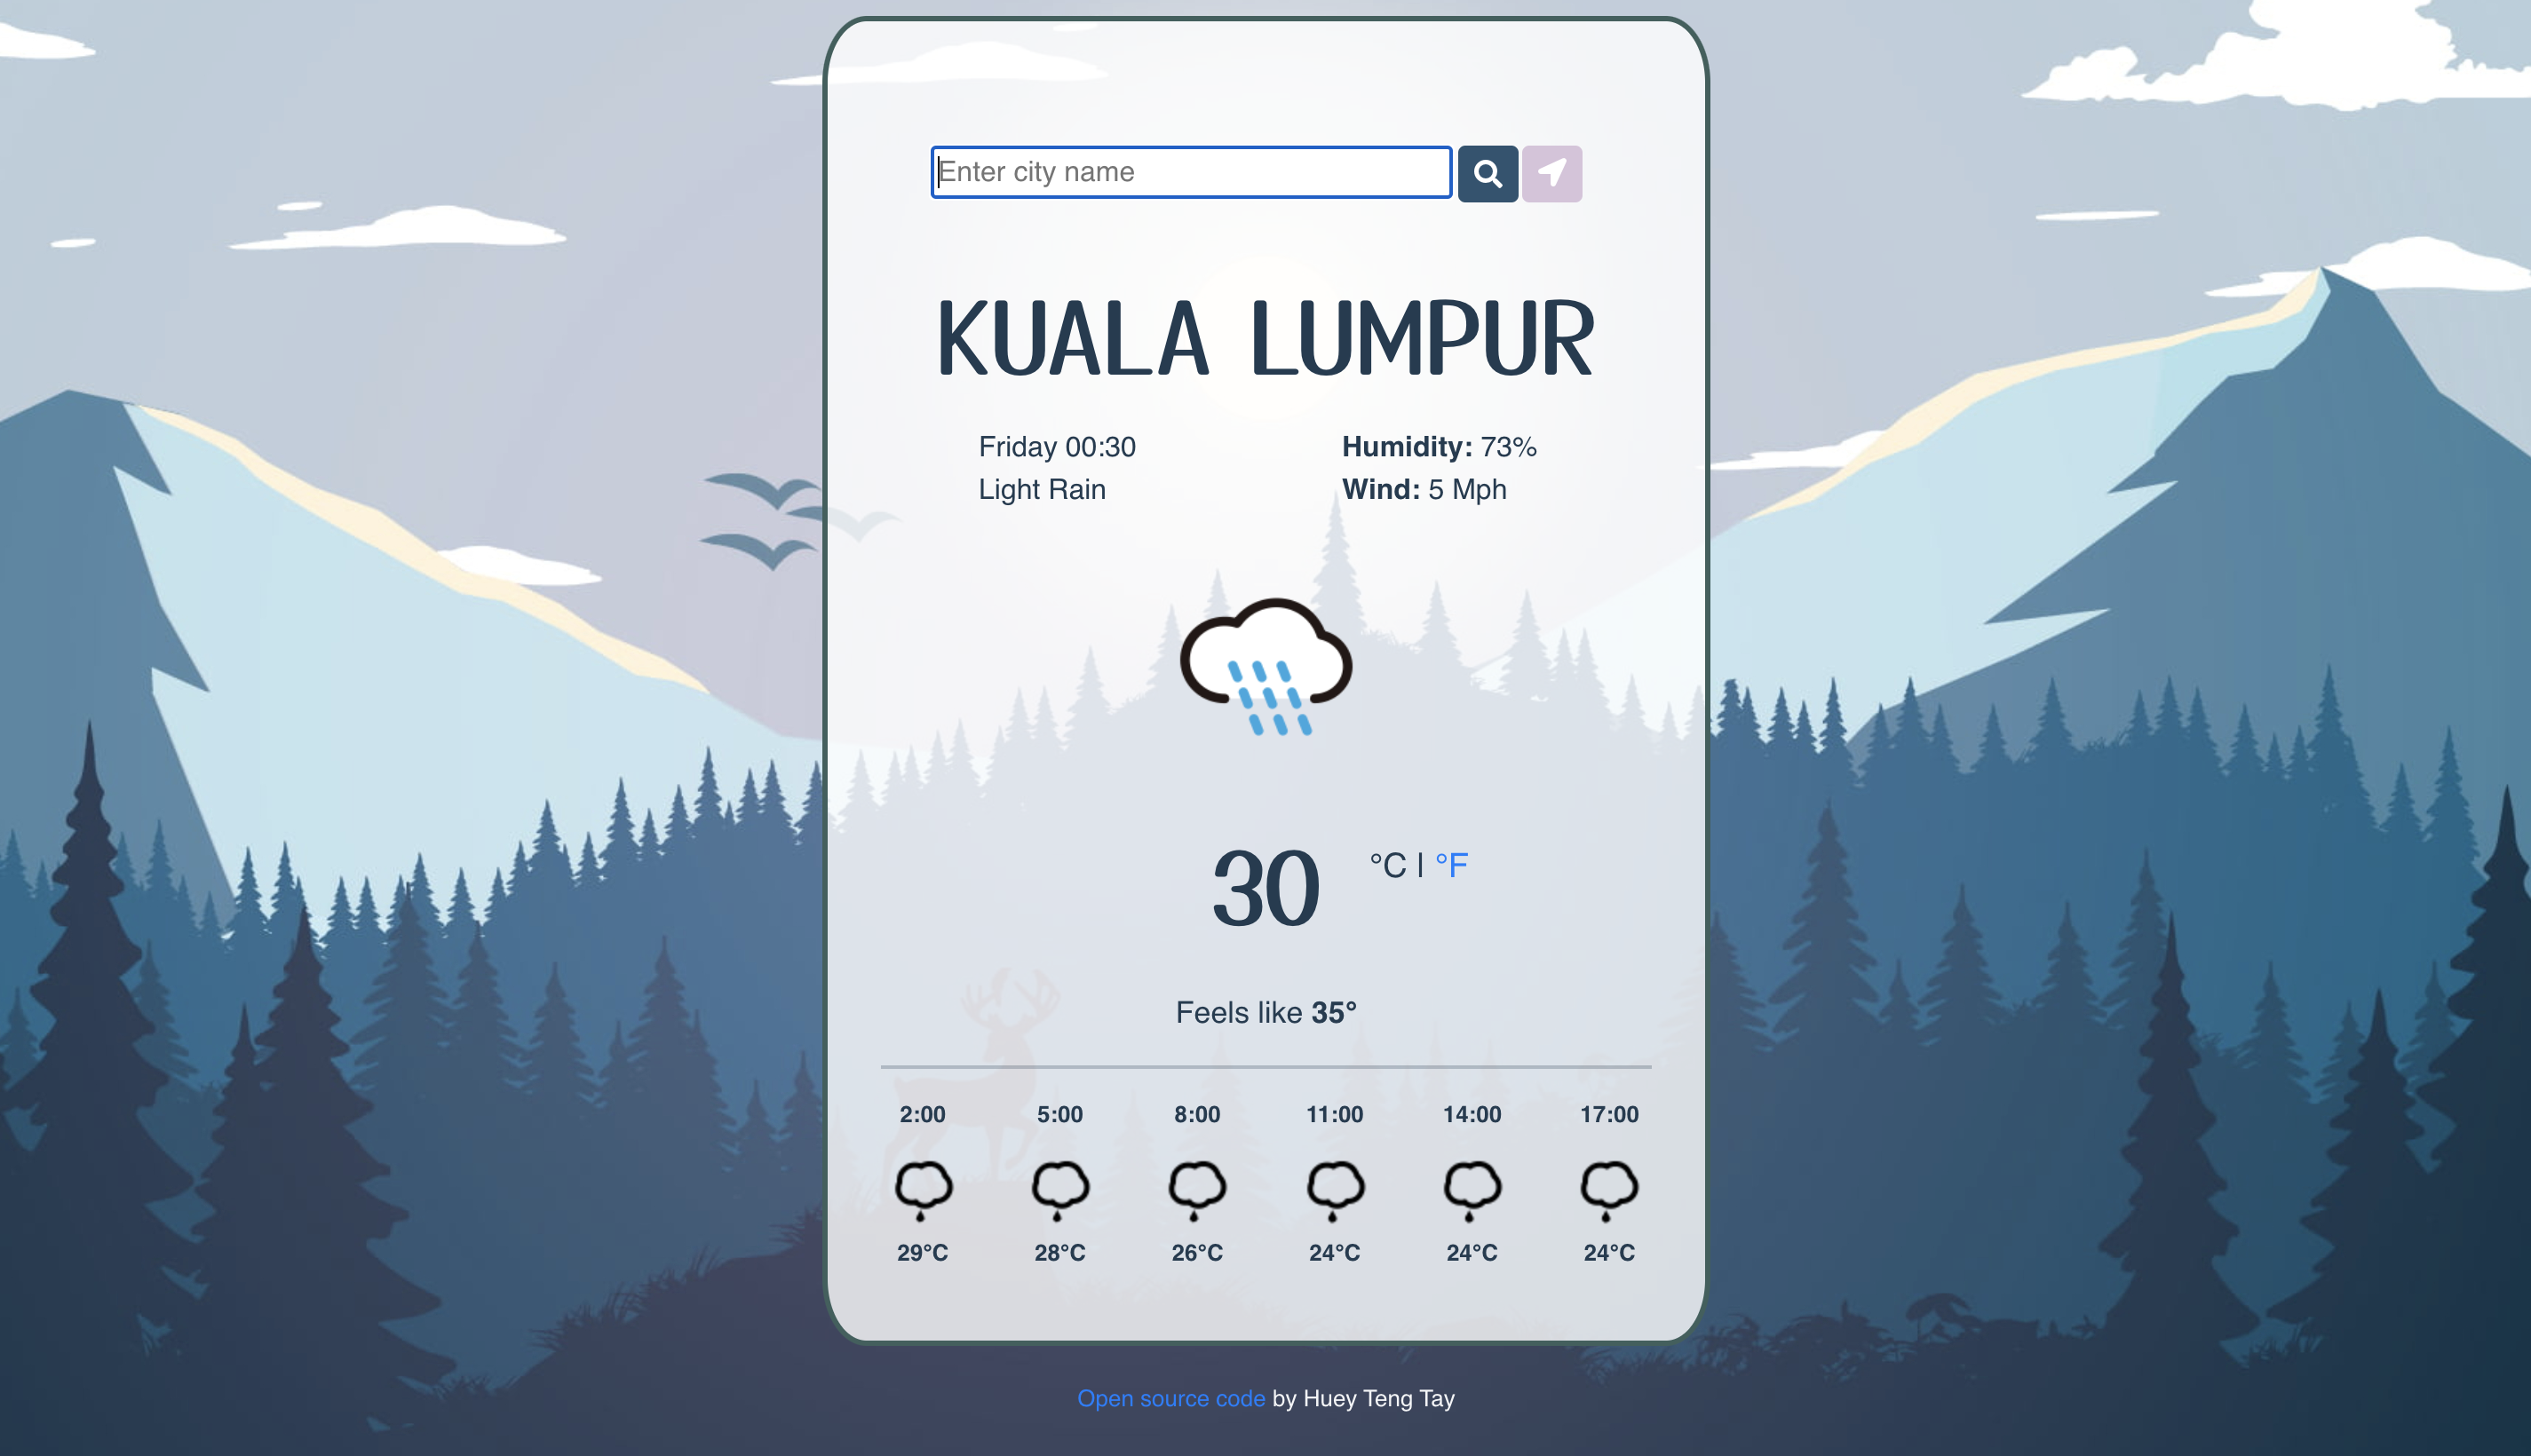 Enter city name
KUALA LUMPUR
Friday 00:30
Light Rain
Humidity: 73%
Wind: 5 Mph
30 °C | °F
Feels like 35°
2:00 5:00 8:00 11:00 14:00 17:00
29°C 28°C 26°C 24°C 24°C 24°C
Open source code by Huey Teng Tay